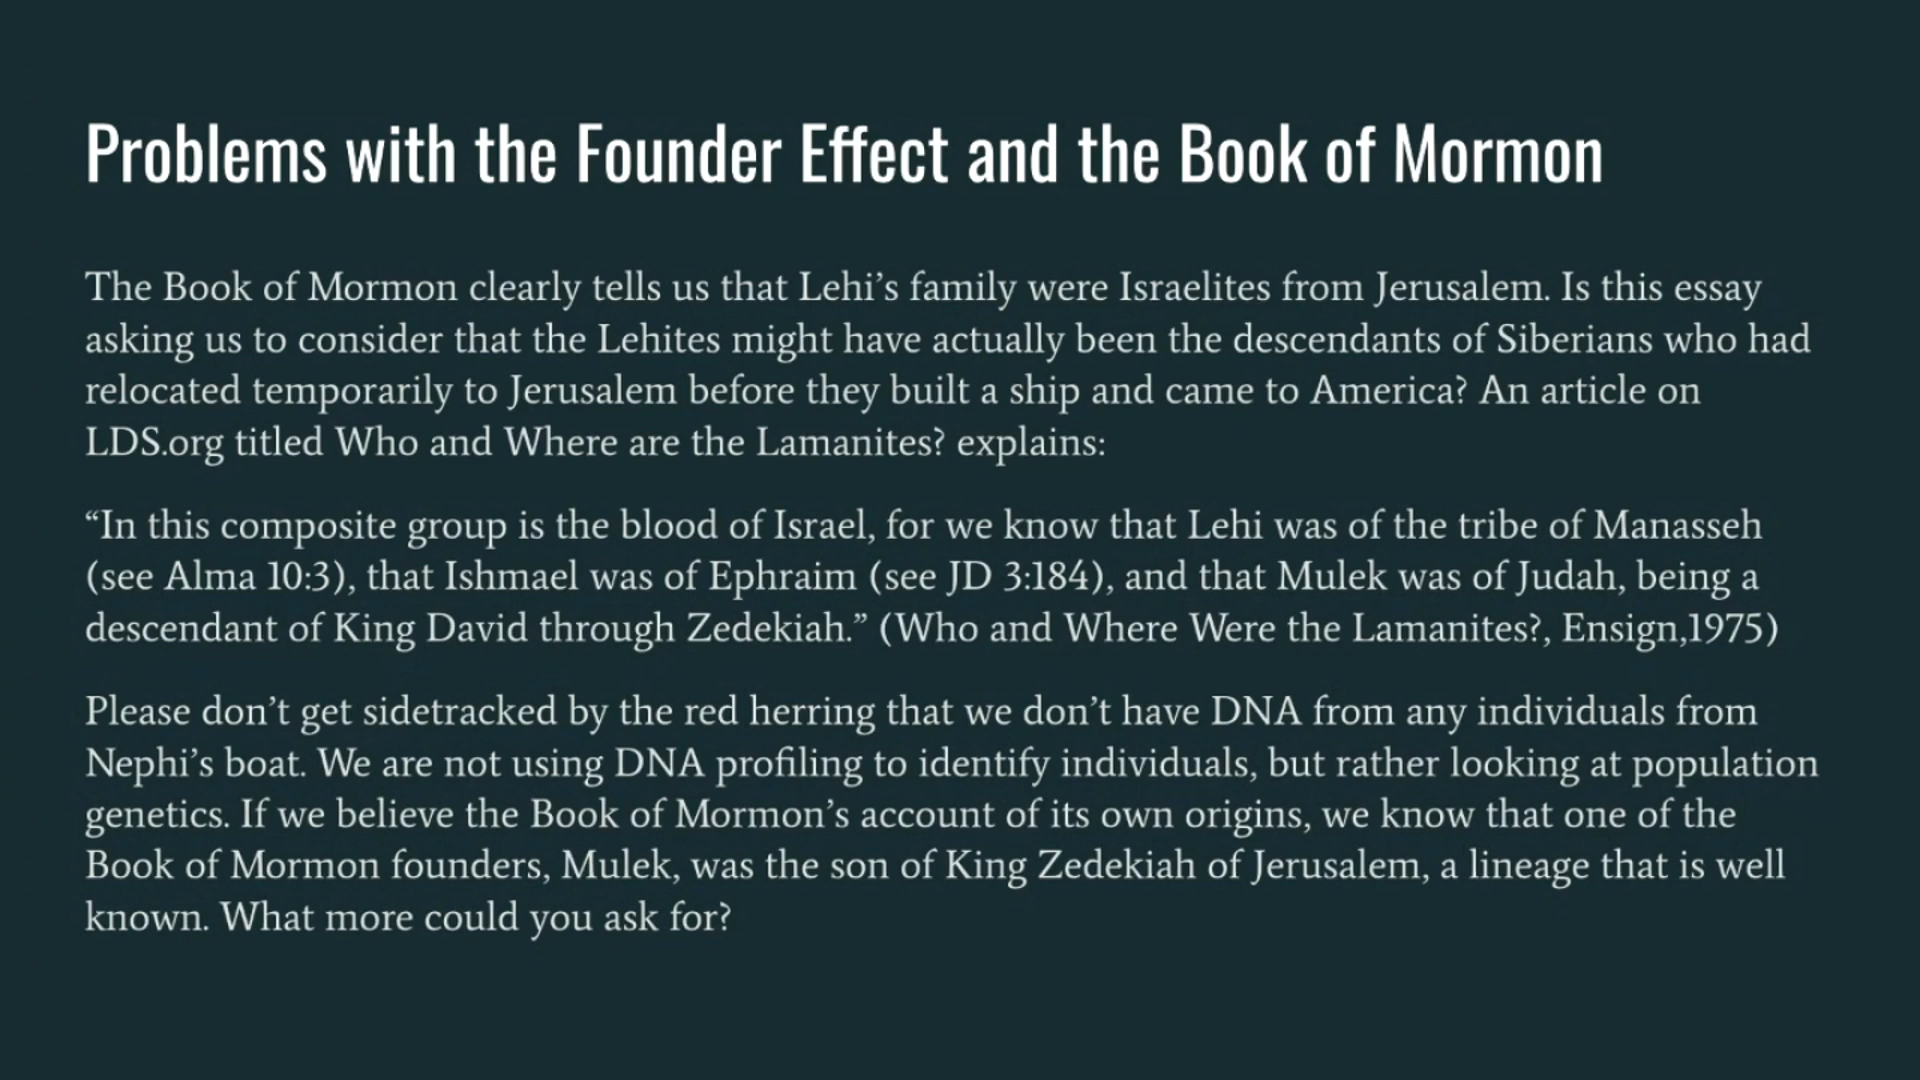 Problems with the Founder Effect and the Book of Mormon
The Book of Mormon clearly tells us that Lehi’s family were Israelites from Jerusalem. Is this essay
asking us to consider that the Lehites might have actually been the descendants of Siberians who had
relocated temporarily to Jerusalem before they built a ship and came to America? An article on
LDS.org titled Who and Where are the Lamanites? explains:
“In this composite group is the blood of Israel, for we know that Lehi was of the tribe of Manasseh
(see Alma 10:3), that Ishmael was of Ephraim (see JD 3:184), and that Mulek was of Judah, being a
descendant of King David through Zedekiah.” (Who and Where Were the Lamanites?, Ensign,1975)
Please don’t get sidetracked by the red herring that we don’t have DNA from any individuals from
Nephi’s boat. We are not using DNA profiling to identify individuals, but rather looking at population
genetics. If we believe the Book of Mormon’s account of its own origins, we know that one of the
Book of Mormon founders, Mulek, was the son of King Zedekiah of Jerusalem, a lineage that is well
known. What more could you ask for?